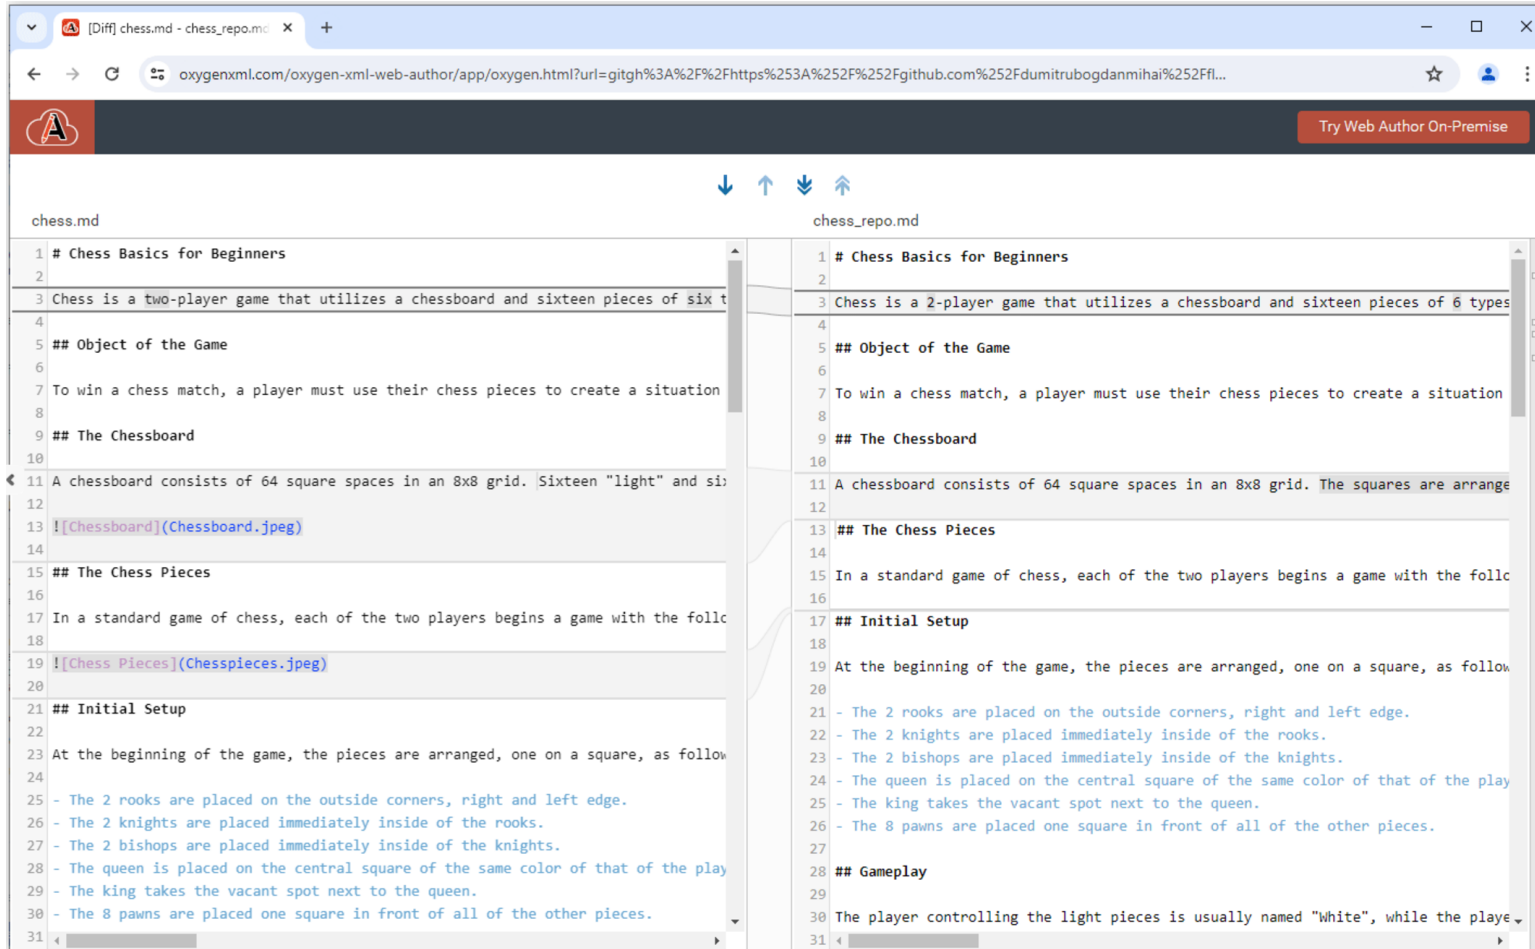 [Diff] chess.md - chess_repo.md
oxygenxml.com/oxygen-xml-web-author/app/oxygen.html?url=gitgh%3A%2F%2Fhttps%253A%252F%252Fgithub.com%252Fdumitrubogdanmihai%252Ffl...
Try Web Author On-Premise
chess.md
1 # Chess Basics for Beginners
2
3 Chess is a two-player game that utilizes a chessboard and sixteen pieces of six t
4
5 ## Object of the Game
6
7 To win a chess match, a player must use their chess pieces to create a situation
8
9 ## The Chessboard
10
11 A chessboard consists of 64 square spaces in an 8x8 grid. Sixteen "light" and si
12
13 ![Chessboard](Chessboard.jpeg)
14
15 ## The Chess Pieces
16
17 In a standard game of chess, each of the two players begins a game with the follo
18
19 ![Chess Pieces](Chesspieces.jpeg)
20
21 ## Initial Setup
22
23 At the beginning of the game, the pieces are arranged, one on a square, as follow
24
25 - The 2 rooks are placed on the outside corners, right and left edge.
26 - The 2 knights are placed immediately inside of the rooks.
27 - The 2 bishops are placed immediately inside of the knights.
28 - The queen is placed on the central square of the same color of that of the play
29 - The king takes the vacant spot next to the queen.
30 - The 8 pawns are placed one square in front of all of the other pieces.
31
chess_repo.md
1 # Chess Basics for Beginners
2
3 Chess is a 2-player game that utilizes a chessboard and sixteen pieces of 6 types
4
5 ## Object of the Game
6
7 To win a chess match, a player must use their chess pieces to create a situation
8
9 ## The Chessboard
10
11 A chessboard consists of 64 square spaces in an 8x8 grid. The squares are arrange
12
13 ## The Chess Pieces
14
15 In a standard game of chess, each of the two players begins a game with the follo
16
17 ## Initial Setup
18
19 At the beginning of the game, the pieces are arranged, one on a square, as follow
20
21 - The 2 rooks are placed on the outside corners, right and left edge.
22 - The 2 knights are placed immediately inside of the rooks.
23 - The 2 bishops are placed immediately inside of the knights.
24 - The queen is placed on the central square of the same color of that of the play
25 - The king takes the vacant spot next to the queen.
26 - The 8 pawns are placed one square in front of all of the other pieces.
27
28 ## Gameplay
29
30 The player controlling the light pieces is usually named "White", while the playe
31